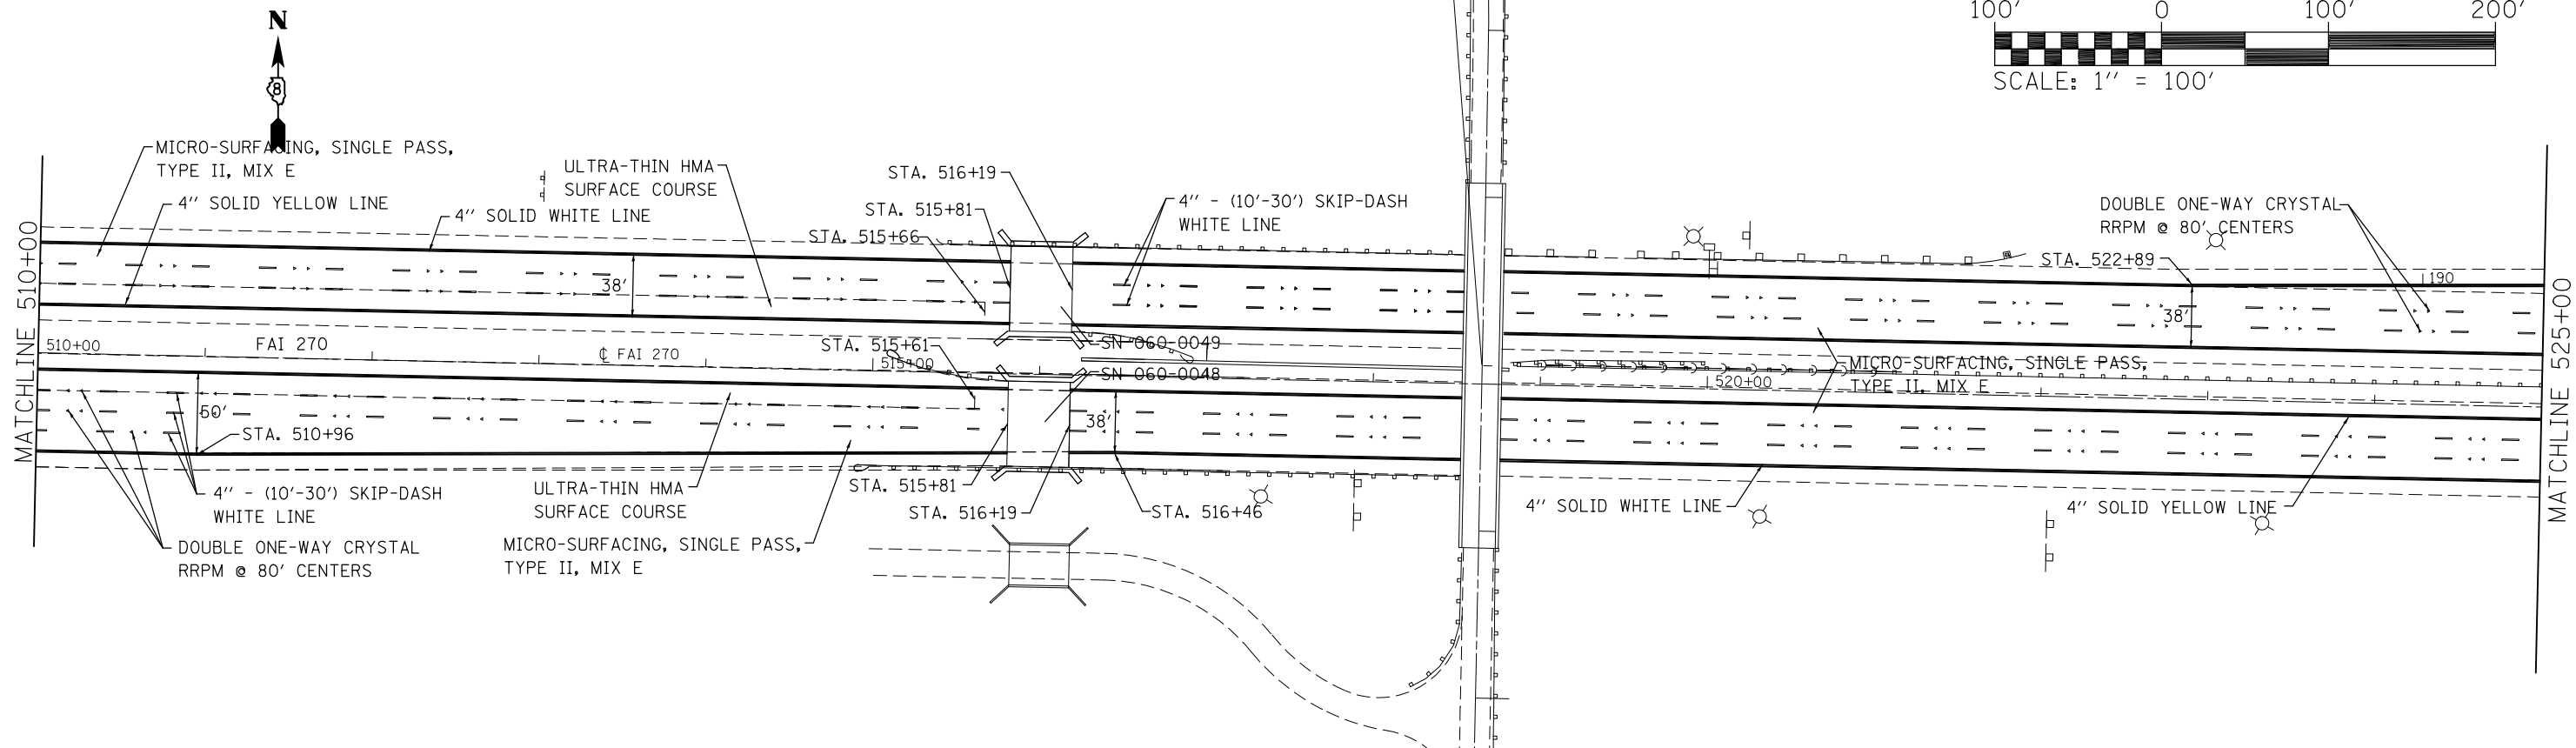 100' 0 100' 200'
SCALE: 1'' = 100'
N
8
MICRO-SURFACING, SINGLE PASS,
TYPE II, MIX E
4'' SOLID YELLOW LINE
4'' SOLID WHITE LINE
ULTRA-THIN HMA
SURFACE COURSE
STA. 516+19
STA. 515+81
STA. 515+66
4'' - (10'-30') SKIP-DASH
WHITE LINE
DOUBLE ONE-WAY CRYSTAL
RRPM @ 80' CENTERS
STA. 522+89
190
MATCHLINE 510+00
38'
38'
510+00
FAI 270
℄ FAI 270
STA. 515+61
515+00
SN 060-0049
SN 060-0048
MICRO-SURFACING, SINGLE PASS,
TYPE II, MIX E
520+00
MATCHLINE 525+00
50'
STA. 510+96
38'
4'' - (10'-30') SKIP-DASH
WHITE LINE
DOUBLE ONE-WAY CRYSTAL
RRPM @ 80' CENTERS
ULTRA-THIN HMA
SURFACE COURSE
MICRO-SURFACING, SINGLE PASS,
TYPE II, MIX E
STA. 515+81
STA. 516+19
STA. 516+46
4'' SOLID WHITE LINE
4'' SOLID YELLOW LINE